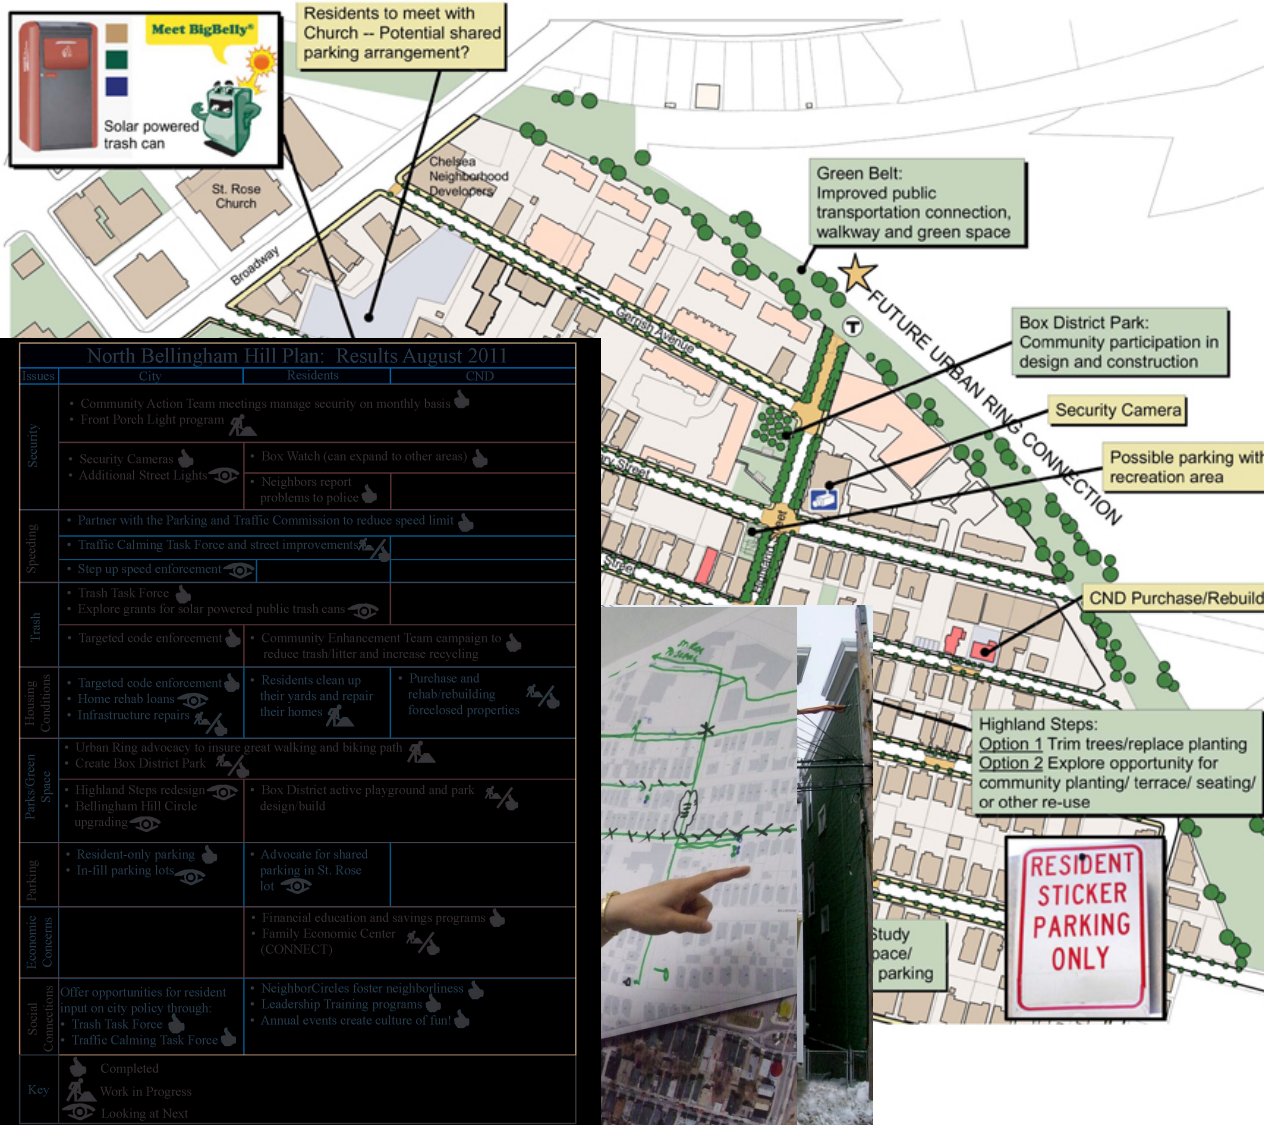 Meet BigBelly®
Solar powered
trash can
Residents to meet with
Church -- Potential shared
parking arrangement?
St. Rose
Church
Chelsea
Neighborhood
Developers
Broadway
Gerrish Avenue
Green Belt:
Improved public
transportation connection,
walkway and green space
T
FUTURE URBAN RING CONNECTION
Box District Park:
Community participation in
design and construction
Security Camera
Possible parking with
recreation area
CND Purchase/Rebuild
Highland Steps:
Option 1 Trim trees/replace planting
Option 2 Explore opportunity for
community planting/ terrace/ seating/
or other re-use
RESIDENT
STICKER
PARKING
ONLY
Study
pace/
parking
Street
Street
North Bellingham Hill Plan: Results August 2011
Issues City Residents CND
Security
• Community Action Team meetings manage security on monthly basis
• Front Porch Light program
• Security Cameras
• Additional Street Lights
• Box Watch (can expand to other areas)
• Neighbors report
problems to police
Speeding
• Partner with the Parking and Traffic Commission to reduce speed limit
• Traffic Calming Task Force and street improvements
• Step up speed enforcement
Trash
• Trash Task Force
• Explore grants for solar powered public trash cans
• Targeted code enforcement
• Community Enhancement Team campaign to
reduce trash/litter and increase recycling
Housing
Conditions
• Targeted code enforcement
• Home rehab loans
• Infrastructure repairs
• Residents clean up
their yards and repair
their homes
• Purchase and
rehab/rebuilding
foreclosed properties
Parks/Green
Space
• Urban Ring advocacy to insure great walking and biking path
• Create Box District Park
• Highland Steps redesign
• Bellingham Hill Circle
upgrading
• Box District active playground and park
design/build
Parking
• Resident-only parking
• In-fill parking lots
• Advocate for shared
parking in St. Rose
lot
Economic
Concerns
• Financial education and savings programs
• Family Economic Center
(CONNECT)
Social
Connections
Offer opportunities for resident
input on city policy through:
• Trash Task Force
• Traffic Calming Task Force
• NeighborCircles foster neighborliness
• Leadership Training programs
• Annual events create culture of fun!
Key
Completed
Work in Progress
Looking at Next